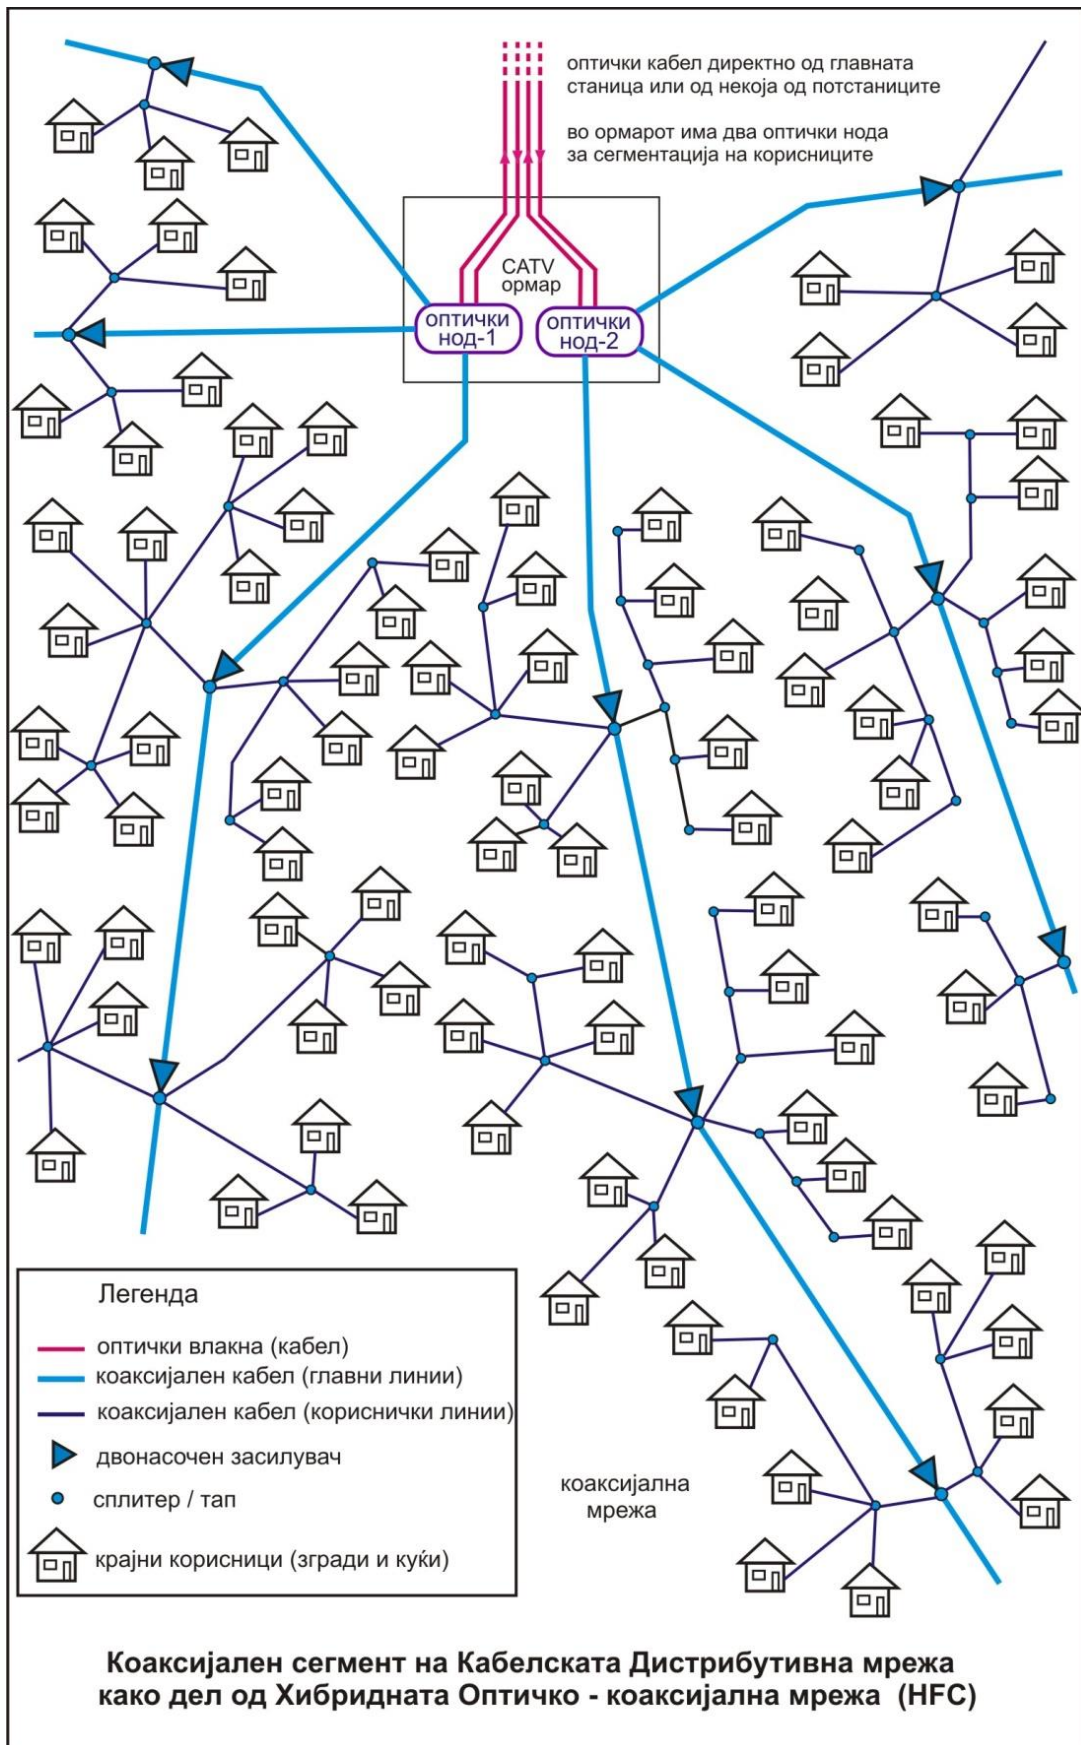 оптички кабел директно од главната
станица или од некоја од потстаниците
во ормарот има два оптички нода
за сегментација на корисниците
CATV
ормар
оптички
нод-1
оптички
нод-2
коаксијална
мрежа
Легенда
оптички влакна (кабел)
коаксијален кабел (главни линии)
коаксијален кабел (кориснички линии)
двонасочен засилувач
сплитер / тап
крајни корисници (згради и куќи)
Коаксијален сегмент на Кабелската Дистрибутивна мрежа
како дел од Хибридната Оптичко - коаксијална мрежа (HFC)